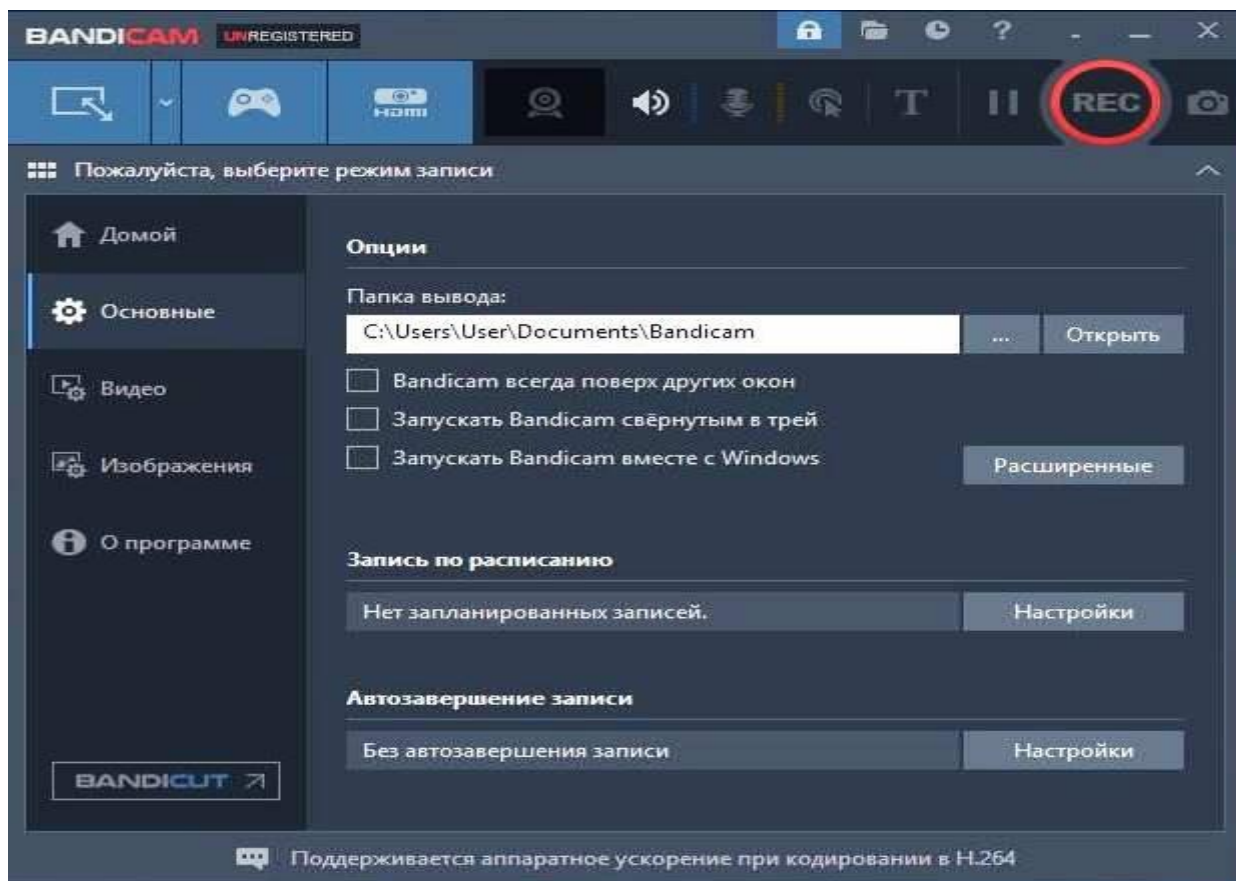 BANDICAM UNREGISTERED
?
HDMI
T
REC
Пожалуйста, выберите режим записи
Домой
Основные
Видео
Изображения
О программе
BANDICUT
Опции
Папка вывода:
C:\Users\User\Documents\Bandicam
... Открыть
Bandicam всегда поверх других окон
Запускать Bandicam свёрнутым в трей
Запускать Bandicam вместе с Windows
Расширенные
Запись по расписанию
Нет запланированных записей. Настройки
Автозавершение записи
Без автозавершения записи Настройки
Поддерживается аппаратное ускорение при кодировании в H.264